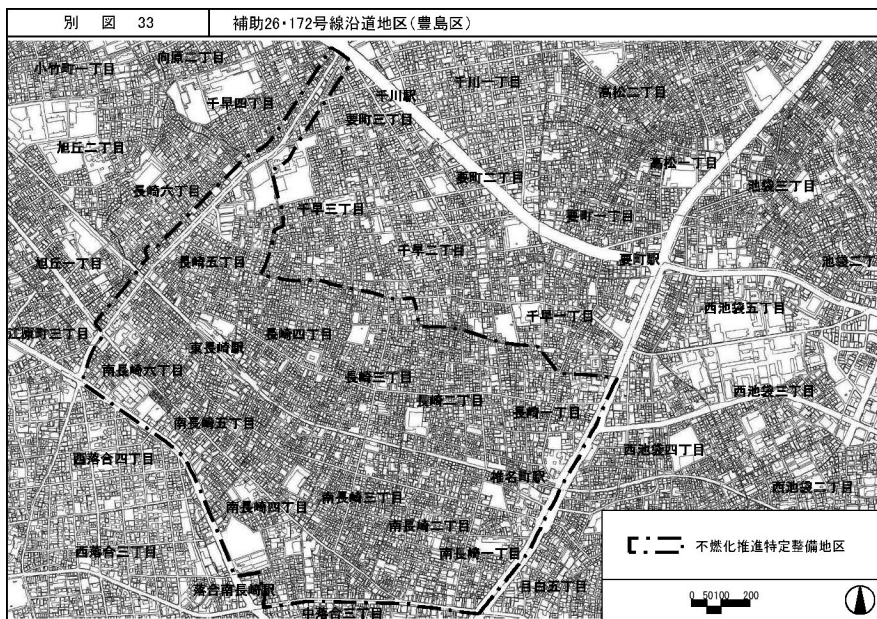 別 図 33
補助26・172号線沿道地区(豊島区)
小竹町一丁目
向原二丁目
千早四丁目
千川駅
千川一丁目
高松二丁目
要町三丁目
旭丘二丁目
高松一丁目
長崎六丁目
要町二丁目
池袋三丁目
千早三丁目
要町一丁目
千早二丁目
旭丘一丁目
長崎五丁目
要町駅
池袋二丁
西池袋五丁目
千早一丁目
江原町三丁目
長崎四丁目
東長崎駅
南長崎六丁目
長崎三丁目
西池袋三丁目
長崎二丁目
長崎一丁目
南長崎五丁目
西池袋四丁目
西落合四丁目
椎名町駅
西池袋二丁目
南長崎三丁目
南長崎四丁目
南長崎二丁目
南長崎一丁目
西落合三丁目
落合南長崎駅
目白五丁目
中落合三丁目
不燃化推進特定整備地区
0 50100 200